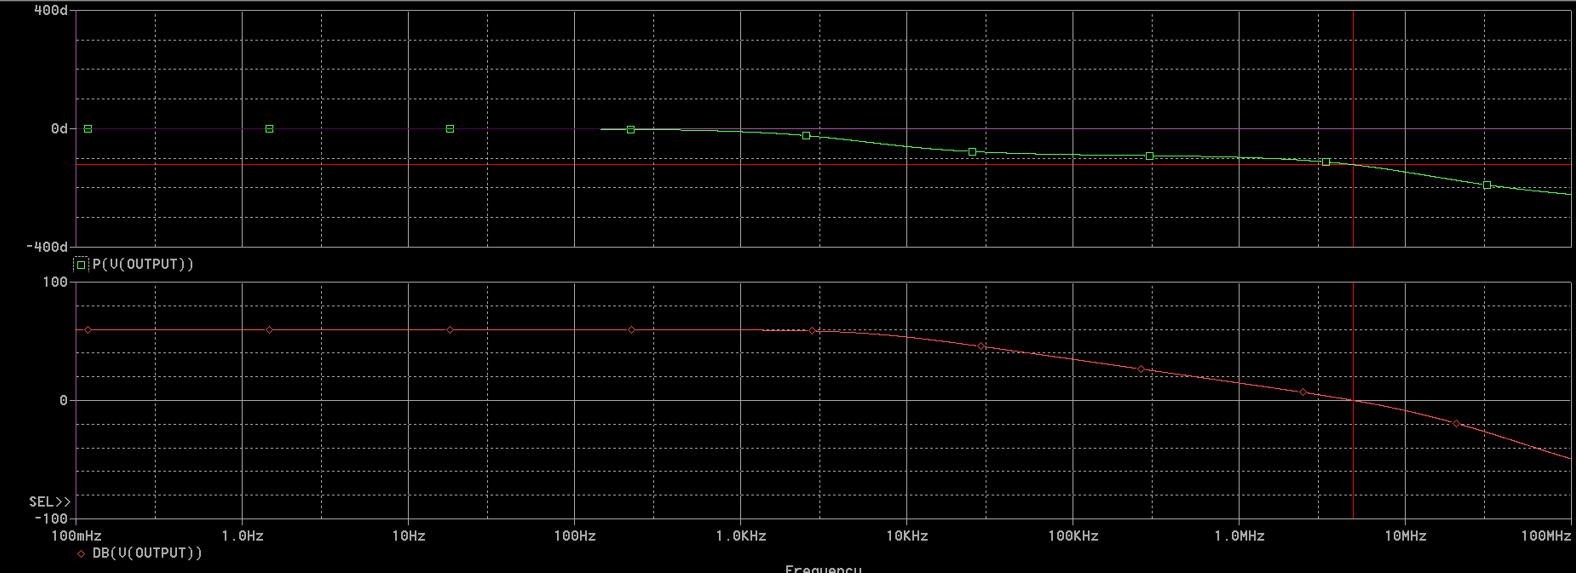 400d
0d
-400d
P(V(OUTPUT))
100
0
SEL>>
-100
100mHz 1.0Hz 10Hz 100Hz 1.0KHz 10KHz 100KHz 1.0MHz 10MHz 100MHz
DB(V(OUTPUT))
Frequency